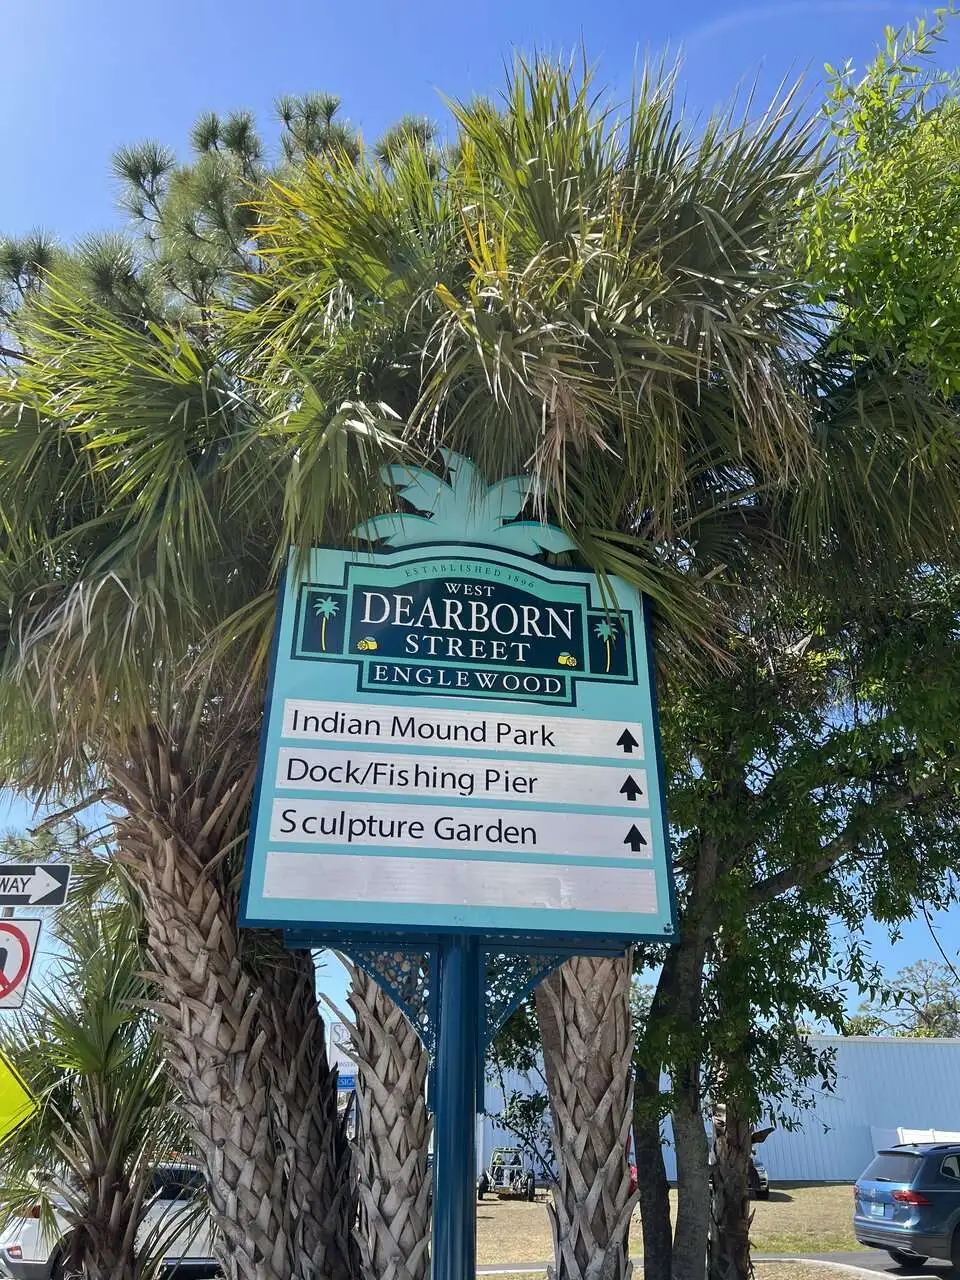 ESTABLISHED 1896
WEST
DEARBORN
STREET
ENGLEWOOD
Indian Mound Park
Dock/Fishing Pier
Sculpture Garden
WAY